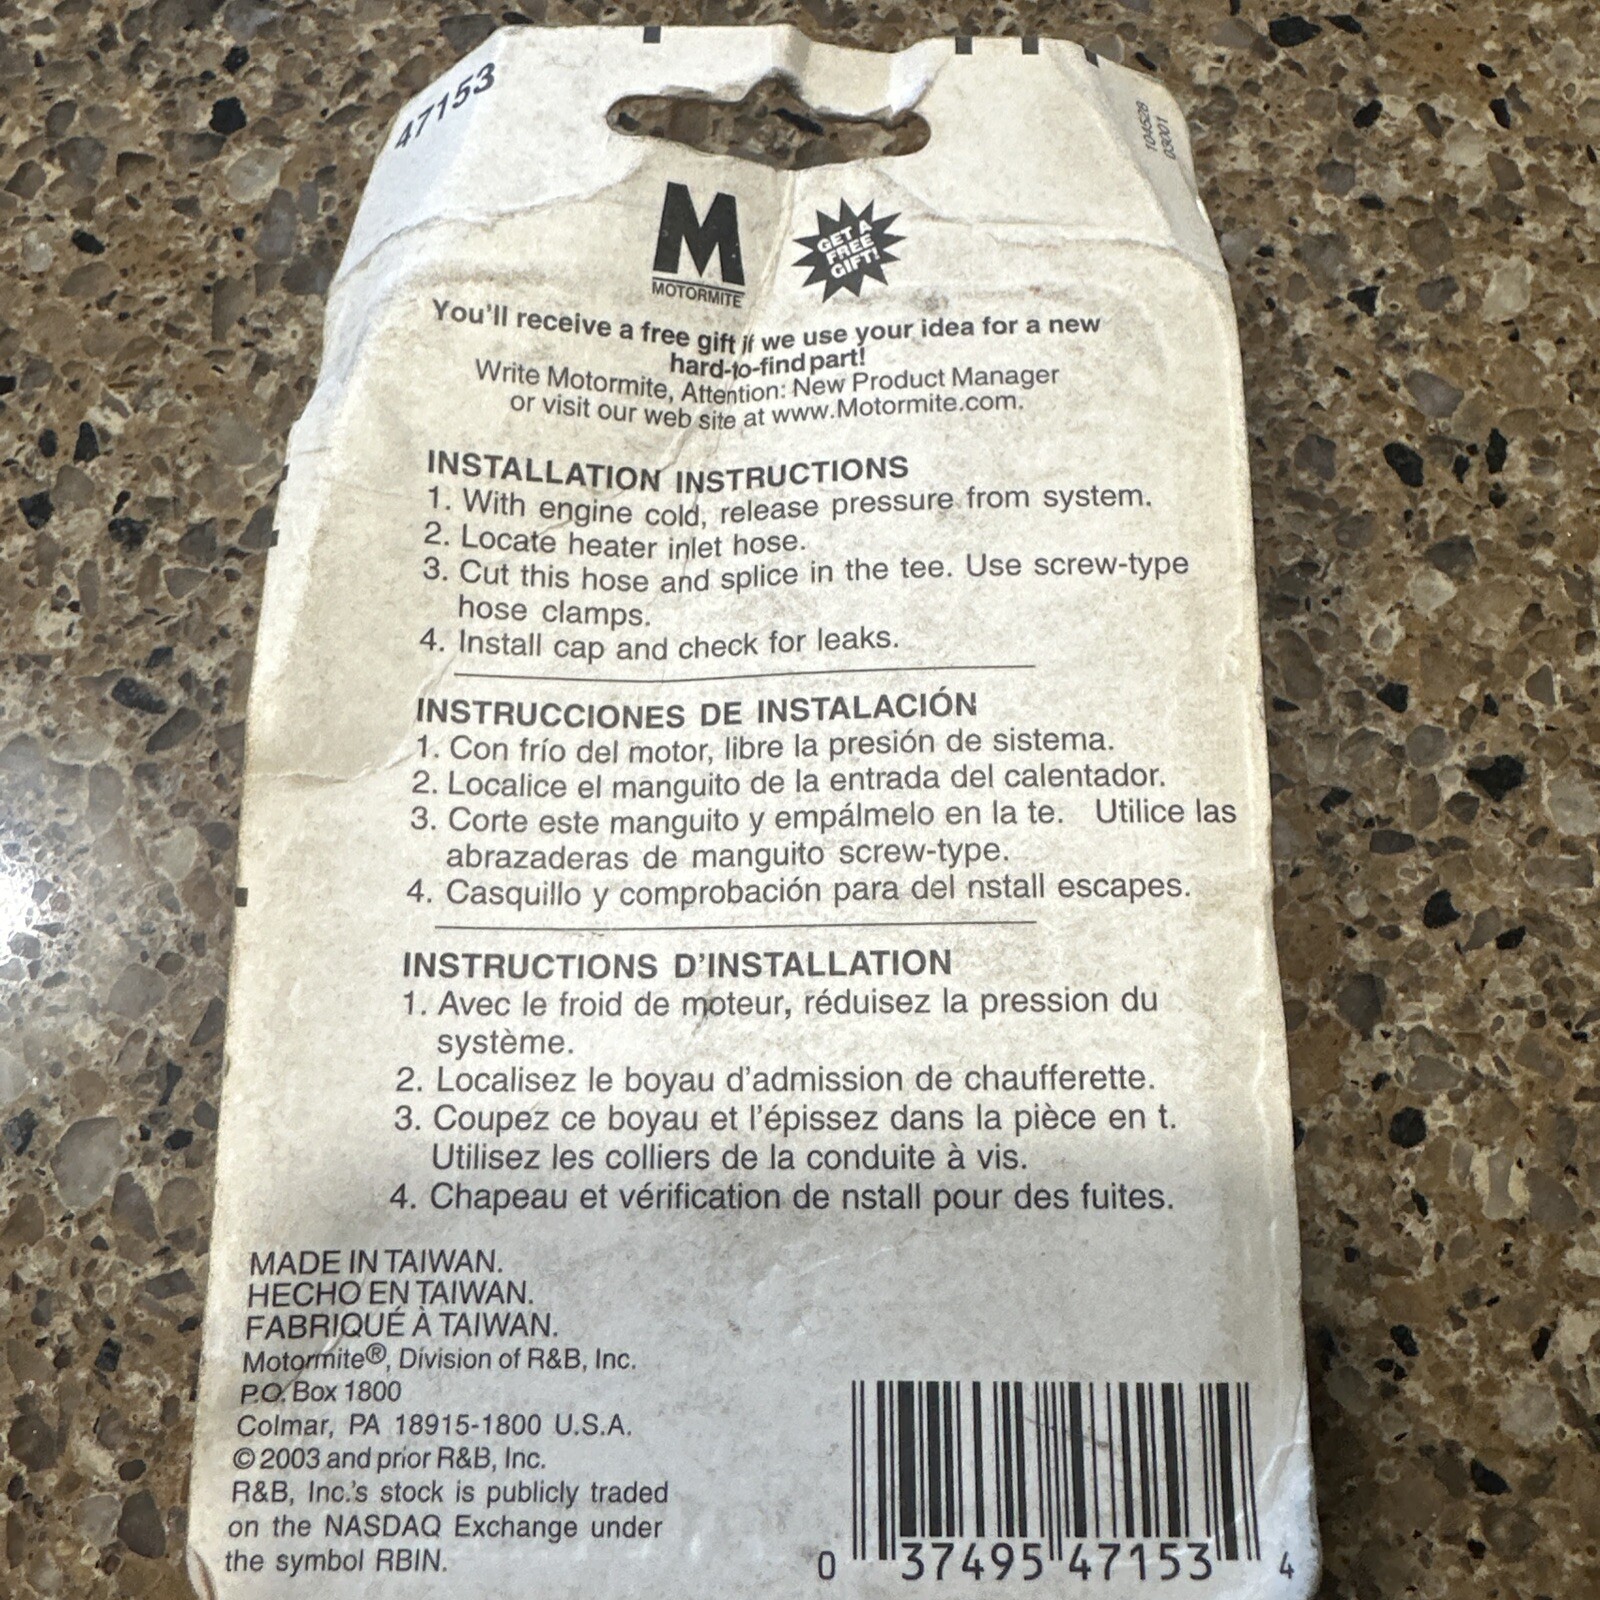 47153
104528
03001
M
MOTORMITE
GET A
FREE
GIFT!
You'll receive a free gift if we use your idea for a new
hard-to-find part!
Write Motormite, Attention: New Product Manager
or visit our web site at www.Motormite.com.
INSTALLATION INSTRUCTIONS
1. With engine cold, release pressure from system.
2. Locate heater inlet hose.
3. Cut this hose and splice in the tee. Use screw-type
hose clamps.
4. Install cap and check for leaks.
INSTRUCCIONES DE INSTALACIÓN
1. Con frío del motor, libre la presión de sistema.
2. Localice el manguito de la entrada del calentador.
3. Corte este manguito y empálmelo en la te. Utilice las
abrazaderas de manguito screw-type.
4. Casquillo y comprobación para del nstall escapes.
INSTRUCTIONS D'INSTALLATION
1. Avec le froid de moteur, réduisez la pression du
système.
2. Localisez le boyau d'admission de chaufferette.
3. Coupez ce boyau et l'épissez dans la pièce en t.
Utilisez les colliers de la conduite à vis.
4. Chapeau et vérification de nstall pour des fuites.
MADE IN TAIWAN.
HECHO EN TAIWAN.
FABRIQUÉ À TAIWAN.
Motormite®, Division of R&B, Inc.
P.O. Box 1800
Colmar, PA 18915-1800 U.S.A.
© 2003 and prior R&B, Inc.
R&B, Inc.'s stock is publicly traded
on the NASDAQ Exchange under
the symbol RBIN.
0 37495 47153 4